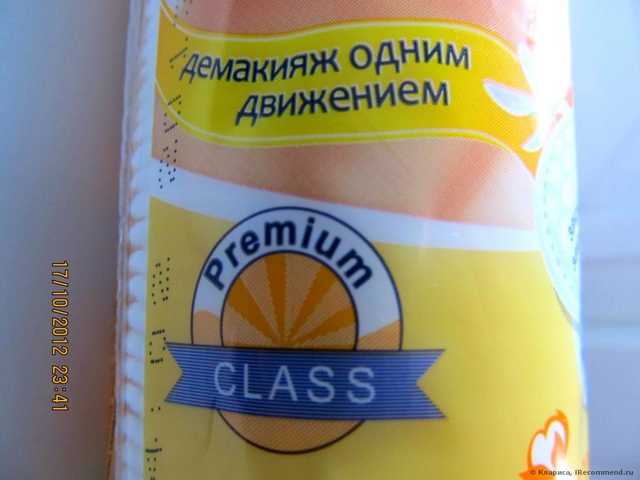 демакияж одним
движением
Premium
CLASS
17/10/2012 23:41
© Клариса, IRecommend.ru